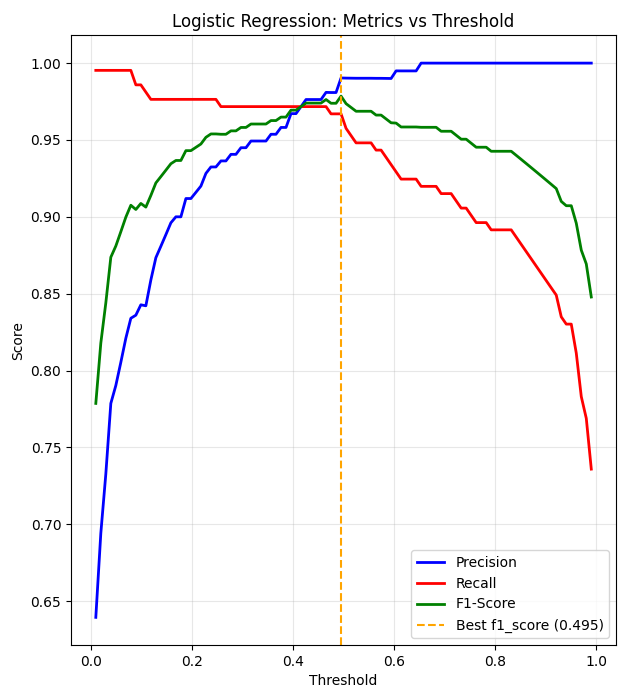 Logistic Regression: Metrics vs Threshold
1.00
0.95
0.90
0.85
0.80
0.75
0.70
0.65
Score
Precision
Recall
F1-Score
Best f1_score (0.495)
0.0 0.2 0.4 0.6 0.8 1.0
Threshold